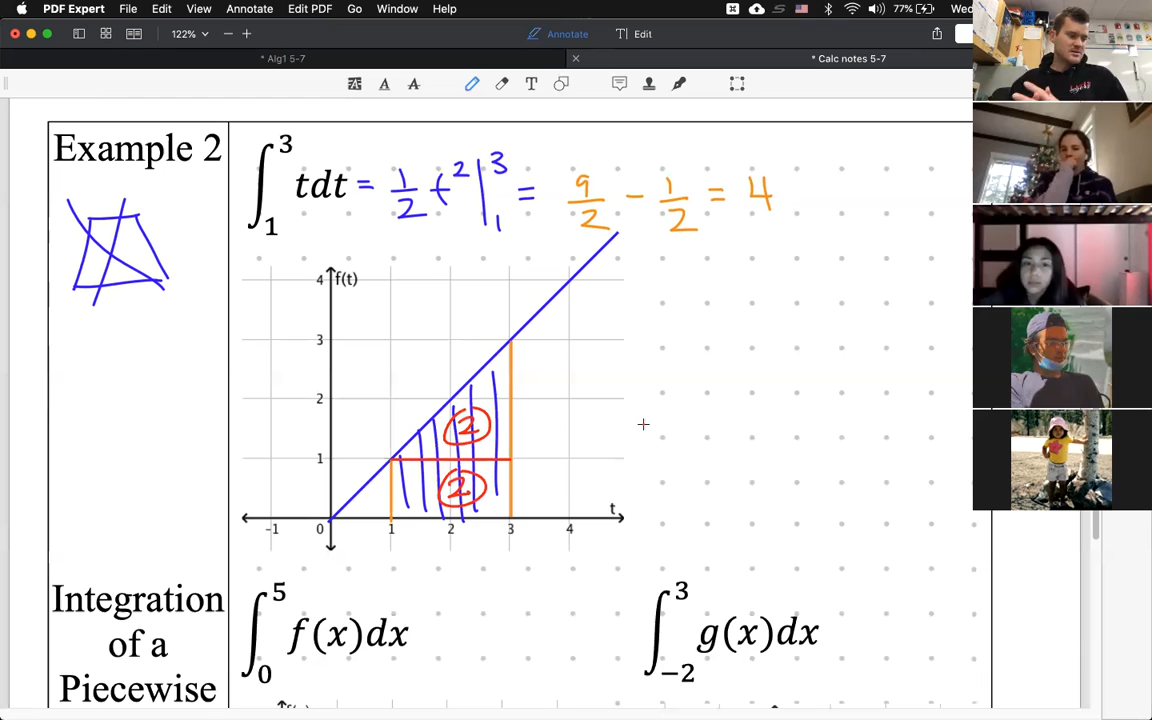 PDF Expert File Edit View Annotate Edit PDF Go Window Help 77% Wed
122% Annotate Edit
* Alg1 5-7 * Calc notes 5-7
Example 2
∫₁³ tdt = 1/2 t² |₁³ = 9/2 − 1/2 = 4
4 f(t)
3
2
2
1
2
t
-1 0 1 2 3 4
Integration
of a
Piecewise
∫₀⁵ f(x)dx
∫₋₂³ g(x)dx